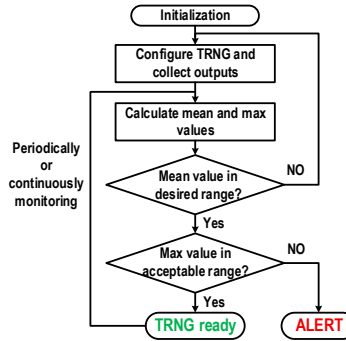 Initialization
Configure TRNG and
collect outputs
Calculate mean and max
values
Periodically
or
continuously
monitoring
Mean value in
desired range?
NO
Yes
Max value in
acceptable range?
NO
Yes
TRNG ready
ALERT